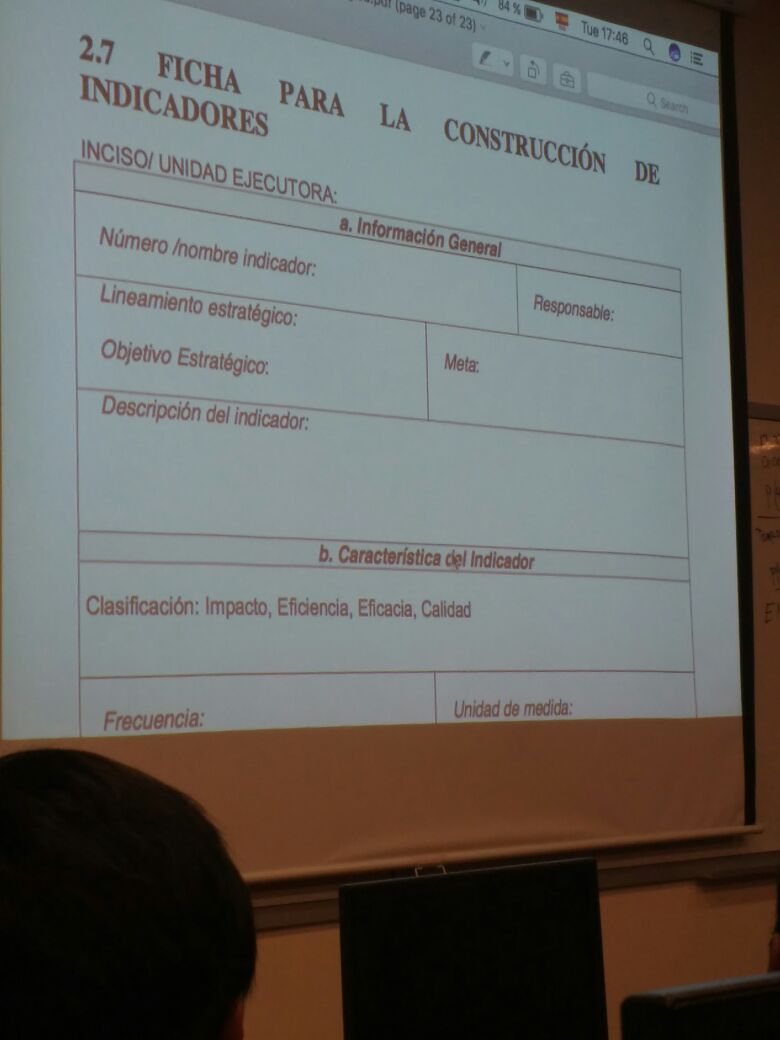 (page 23 of 23)
84 %
Tue 17:46
Search
2.7 FICHA PARA LA CONSTRUCCIÓN DE
INDICADORES
INCISO/ UNIDAD EJECUTORA:
a. Información General
Número /nombre indicador:
Responsable:
Lineamiento estratégico:
Objetivo Estratégico:
Meta:
Descripción del indicador:
b. Característica del Indicador
Clasificación: Impacto, Eficiencia, Eficacia, Calidad
Frecuencia:
Unidad de medida: